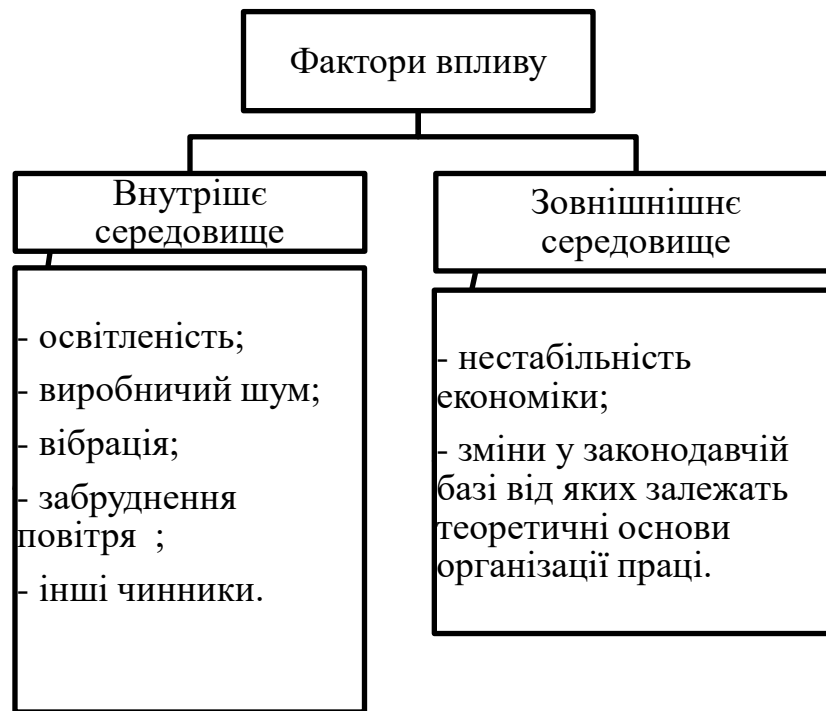 Фактори впливу
Внутрішє
середовище
- освітленість;
- виробничий шум;
- вібрація;
- забруднення
повітря ;
- інші чинники.
Зовнішнішнє
середовище
- нестабільність
економіки;
- зміни у законодавчій
базі від яких залежать
теоретичні основи
організації праці.